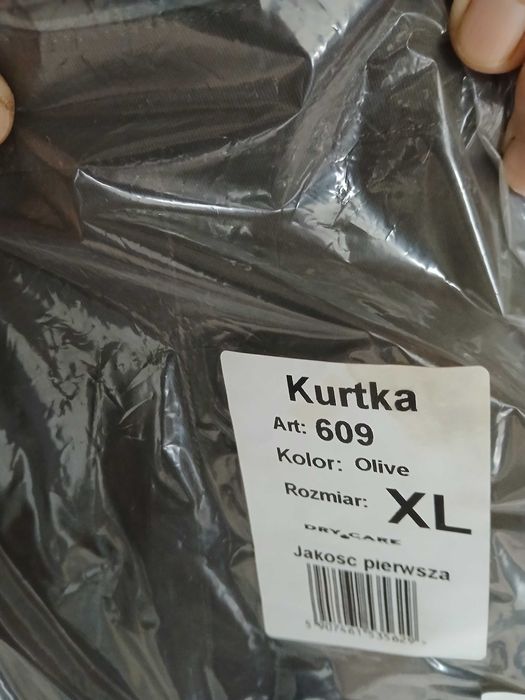 Kurtka
Art: 609
Kolor: Olive
Rozmiar: XL
DRY CARE
Jakosc pierwsza